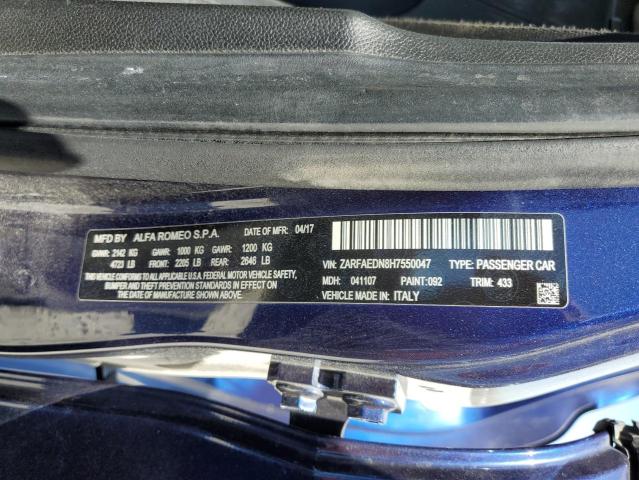 MFD BY ALFA ROMEO S.P.A. DATE OF MFR: 04/17
GVWR: 2142 KG GAWR: 1000 KG GAWR: 1200 KG
4723 LB FRONT: 2205 LB REAR: 2646 LB
THIS VEHICLE CONFORMS TO ALL APPLICABLE U.S.A. FEDERAL MOTOR VEHICLE SAFETY,
BUMPER AND THEFT PREVENTION STANDARDS IN EFFECT
ON THE DATE OF MANUFACTURE SHOWN ABOVE.
VIN: ZARFAEDN8H7550047 TYPE: PASSENGER CAR
MDH: 041107 PAINT:092 TRIM: 433
VEHICLE MADE IN: ITALY